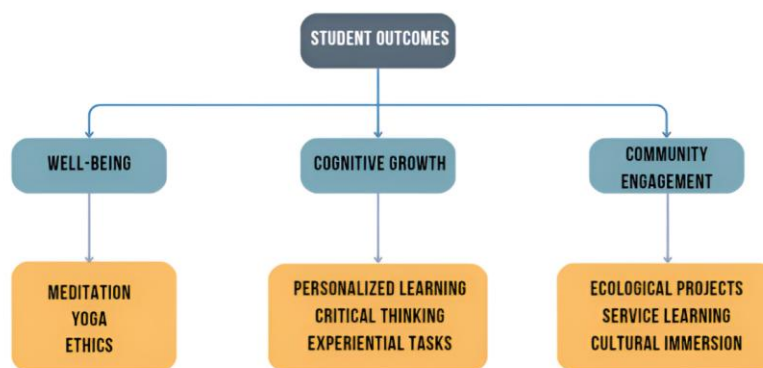 STUDENT OUTCOMES
WELL-BEING
COGNITIVE GROWTH
COMMUNITY
ENGAGEMENT
MEDITATION
YOGA
ETHICS
PERSONALIZED LEARNING
CRITICAL THINKING
EXPERIENTIAL TASKS
ECOLOGICAL PROJECTS
SERVICE LEARNING
CULTURAL IMMERSION